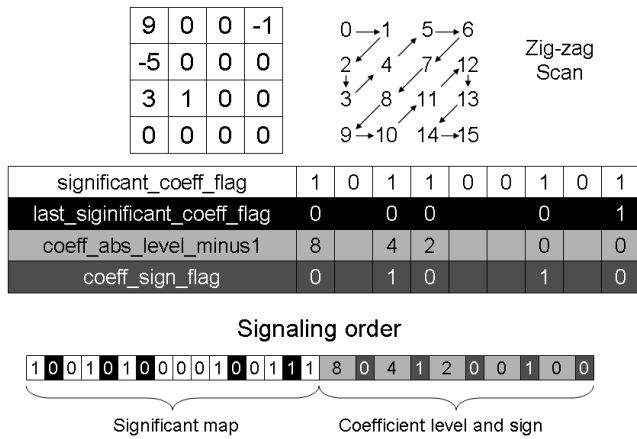 9 0 0 -1
-5 0 0 0
3 1 0 0
0 0 0 0
0 1 5 6
2 4 7 12
3 8 11 13
9 10 14 15
Zig-zag
Scan
significant_coeff_flag 1 0 1 1 0 0 1 0 1
last_siginificant_coeff_flag 0 0 0 0 1
coeff_abs_level_minus1 8 4 2 0 0
coeff_sign_flag 0 1 0 1 0
Signaling order
1 0 0 1 0 1 0 0 0 0 1 0 0 1 1 1 8 0 4 1 2 0 0 1 0 0
Significant map
Coefficient level and sign